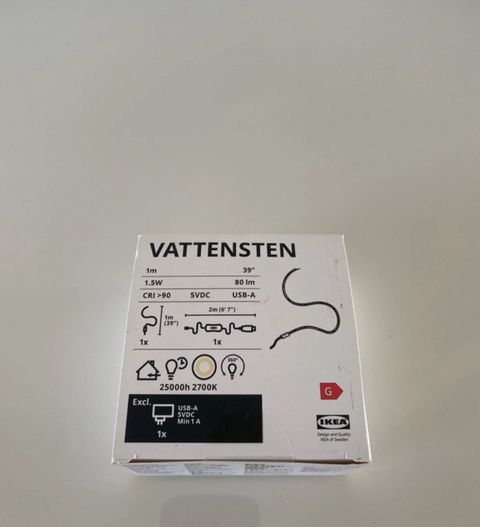 VATTENSTEN
1m 39"
1.5W 80 lm
CRI >90 5VDC USB-A
1m
(39")
2m (6' 7")
1x 1x
360°
25000h 2700K
G
Excl.
USB-A
5VDC
Min 1 A
1x
IKEA
Design and Quality
IKEA of Sweden